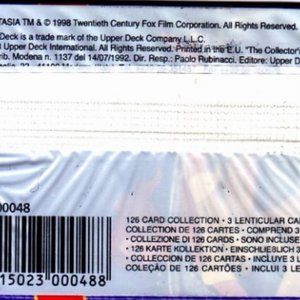 TASIA TM & © 1998 Twentieth Century Fox Film Corporation. All Rights Reserved
Deck is a trade mark of the Upper Deck Company L.L.C.
Deck International. All Rights Reserved. Printed in the E.U. "The Collector's
rib. Modena n. 1137 del 14/07/1992. Dir. Resp.: Paolo Rubinacci. Editore: Upper D
00048
126 CARD COLLECTION • 3 LENTICULAR CA
COLLECTION DE 126 CARTES • COMPREND 3
• COLLEZIONE DI 126 CARDS • SONO INCLUSE
• 126 KARTE KOLLEKTION • EINSCHLIEßLICH 3
• COLECCION DE 126 CARTAS • INCLUYE 3 L
COLEÇÃO DE 126 CARTÕES • INCLUI 3 LE
15023 000488